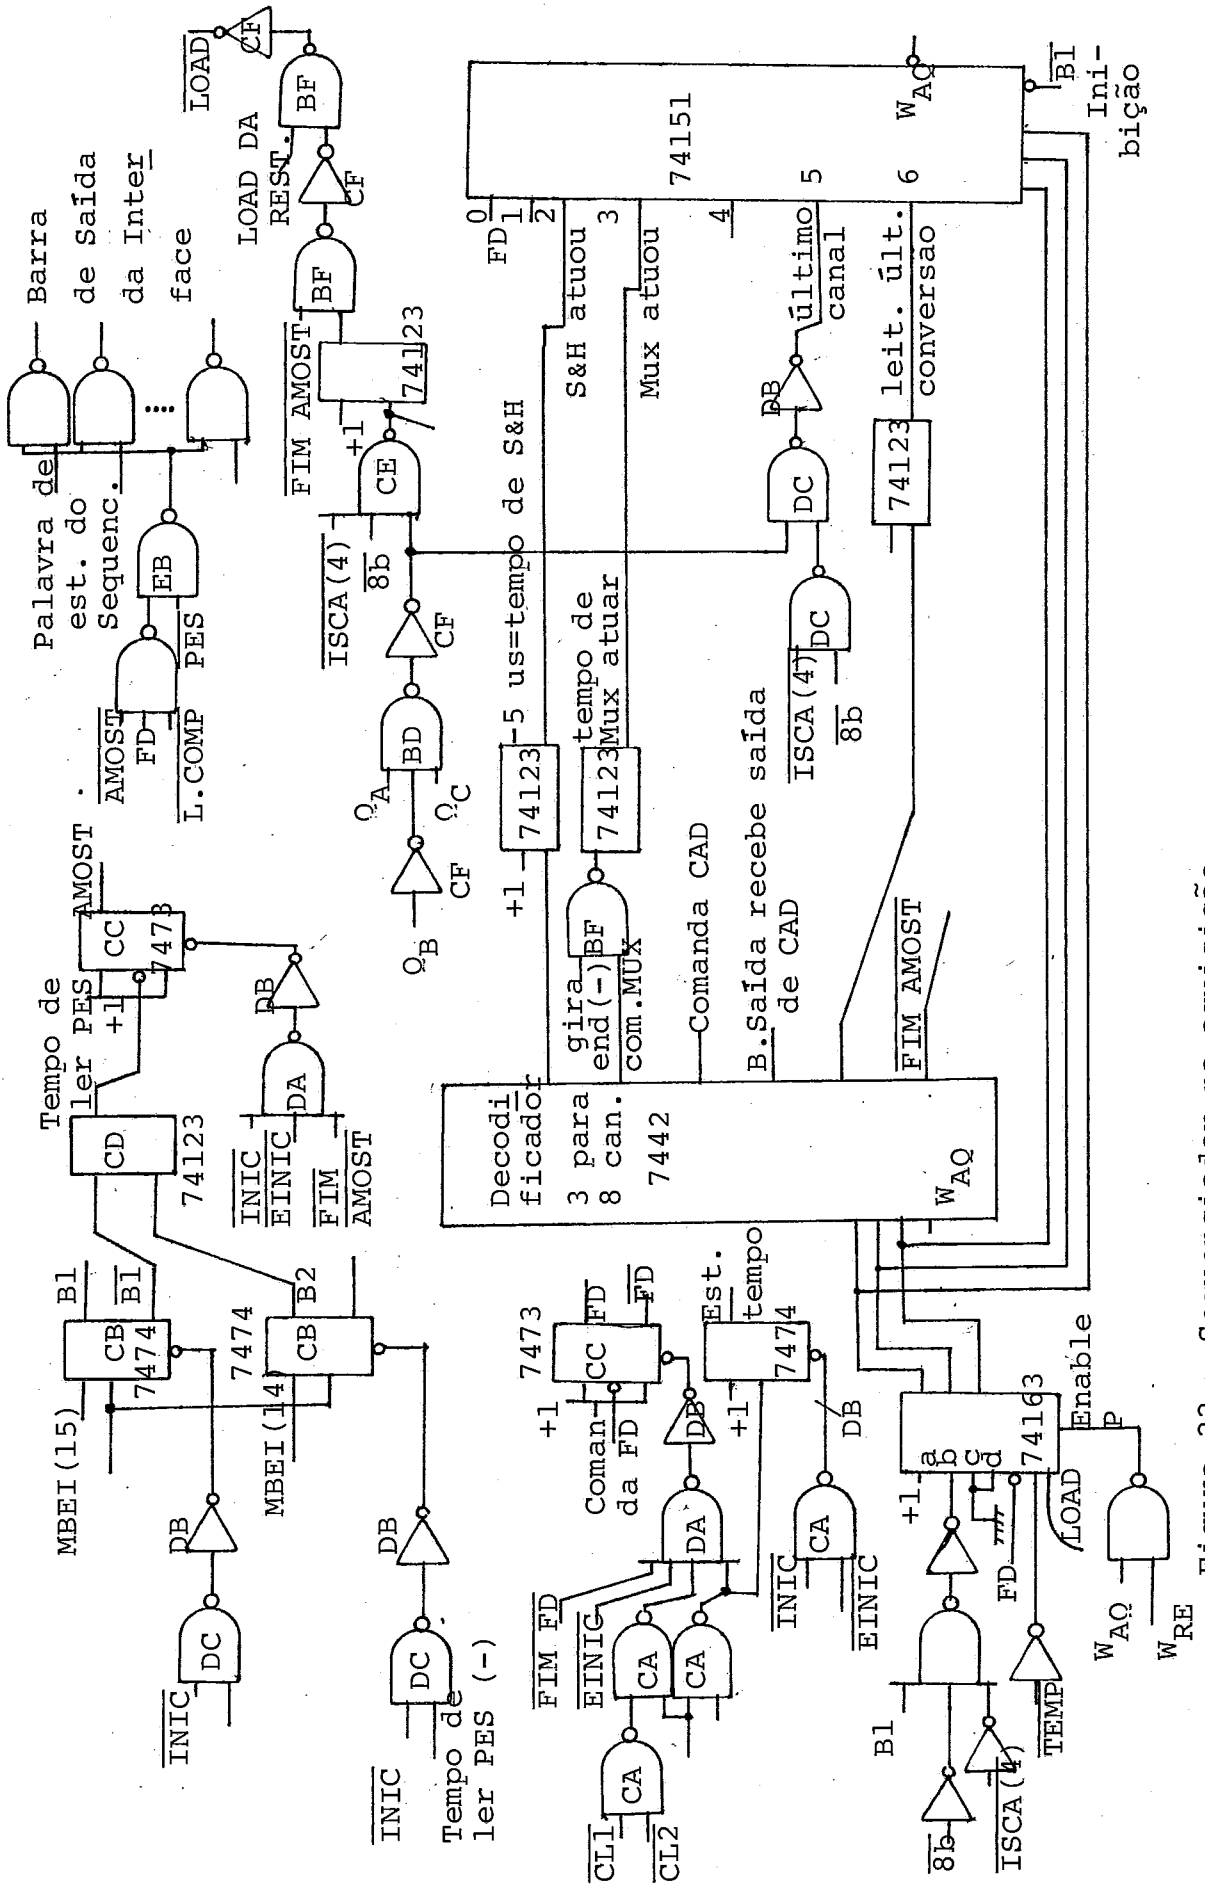 MBEI(15)
B1
B1
CB
7474
DB
DC
INIC
7474
CB
B2
MBEI(14)
DB
DC
INIC
Tempo de
ler PES (-)
CD
74123
Tempo de
ler PES
+1
CC
7473
AMOST
DB
DA
INIC
EINIC
FIM
AMOST
AMOST
FD
L.COMP
PES
EB
Palavra de
est. do
Sequenc.
Barra
de Saída
da Inter
face
Q_A
Q_B
Q_C
CF
BD
CF
ISCA(4)
8b
CE
+1
74123
FIM AMOST
BF
CF
LOAD DA
REST.
BF
CF
LOAD
CL1
CL2
CA
CA
CA
FIM FD
EINIC
DA
DB
+1
Coman
da FD
7473
CC
FD
FD
INIC
EINIC
CA
DB
+1
7474
Est.
tempo
Decodi
ficador
3 para
8 can.
7442
W_AQ
+1
74123
5 us=tempo de S&H
S&H atuou
gira
end(-)
com.MUX
BF
74123
tempo de
Mux atuar
Mux atuou
Comanda CAD
B.Saída recebe saída
de CAD
FIM AMOST
ISCA(4)
8b
DC
DC
DB
último
canal
74123
leit. últ.
conversao
0
FD
1
2
3
4
5
6
74151
W_AQ
B1
Ini-
bição
8b
ISCA(4)
B1
TEMP
FD
+1
a
b
c
d
74163
LOAD
Enable
P
W_AQ
W_RE